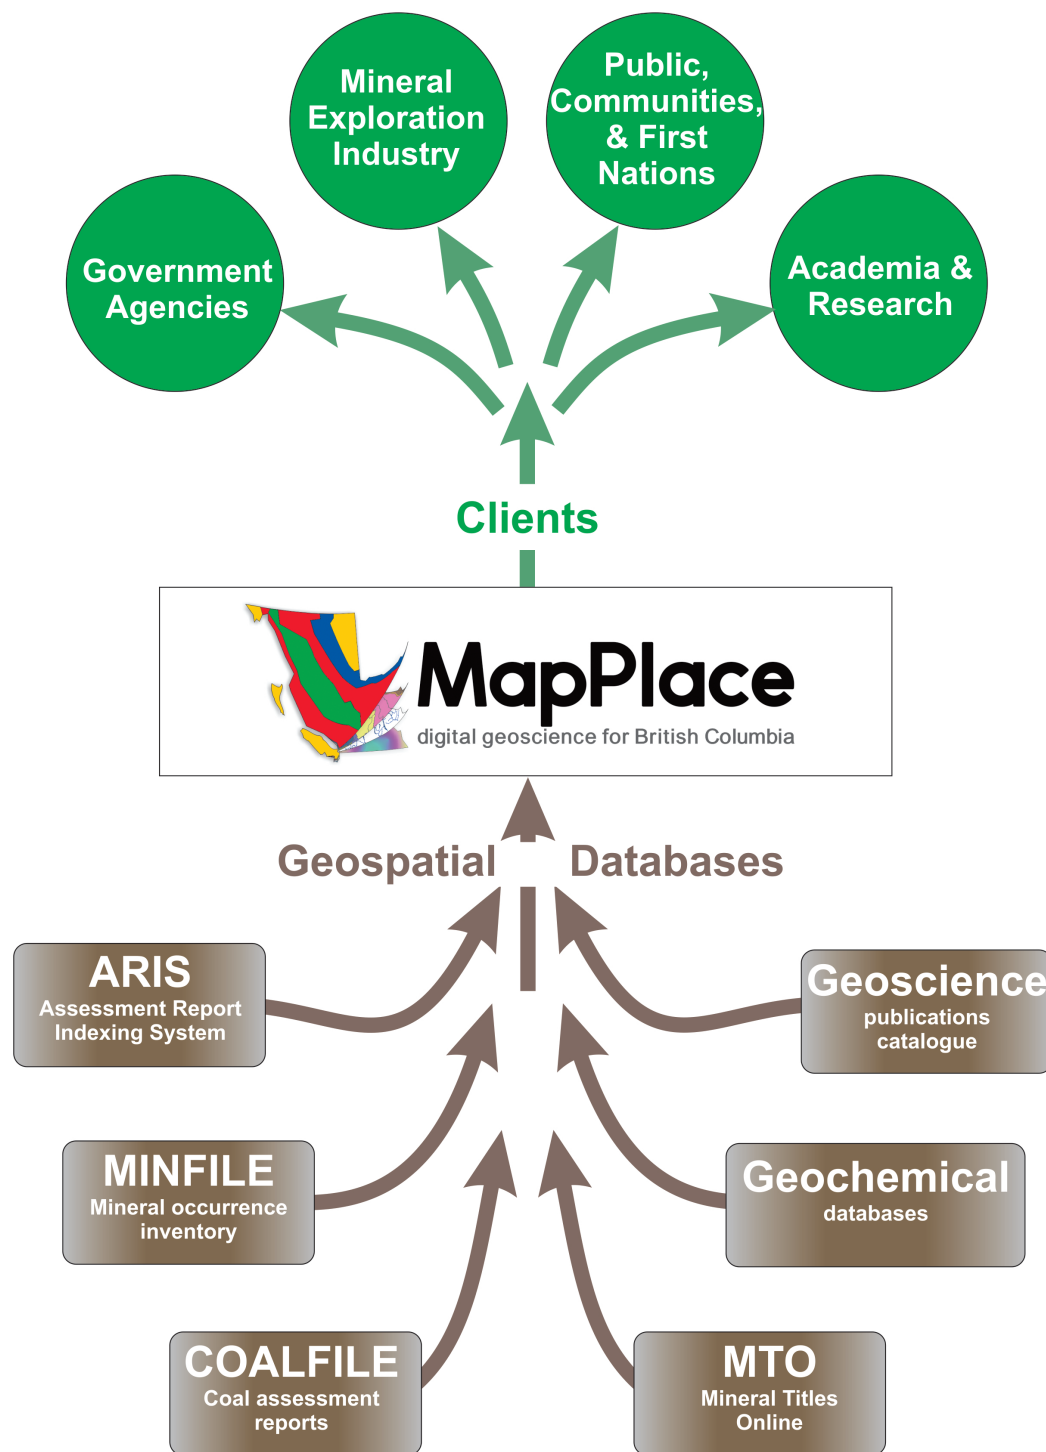 Mineral
Exploration
Industry
Public,
Communities,
& First
Nations
Government
Agencies
Academia &
Research
Clients
MapPlace
digital geoscience for British Columbia
Geospatial Databases
ARIS
Assessment Report
Indexing System
Geoscience
publications
catalogue
MINFILE
Mineral occurrence
inventory
Geochemical
databases
COALFILE
Coal assessment
reports
MTO
Mineral Titles
Online